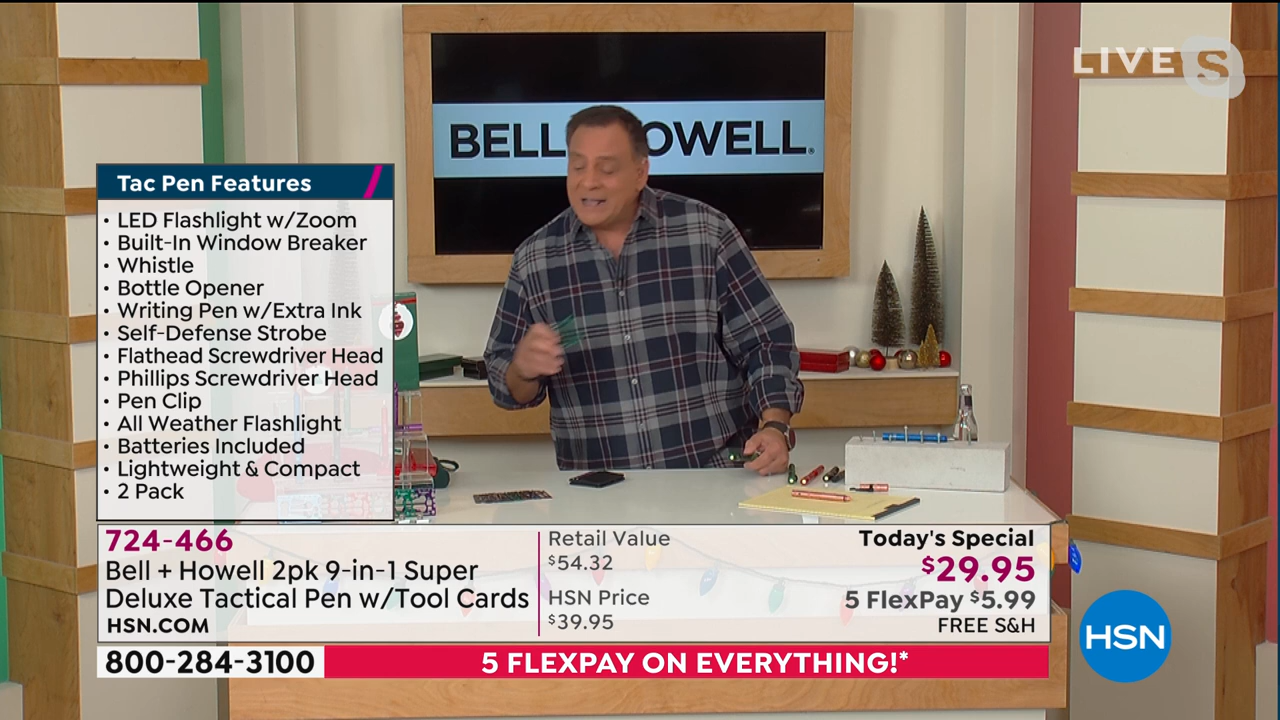 LIVE S
BELL HOWELL®
Tac Pen Features
• LED Flashlight w/Zoom
• Built-In Window Breaker
• Whistle
• Bottle Opener
• Writing Pen w/Extra Ink
• Self-Defense Strobe
• Flathead Screwdriver Head
• Phillips Screwdriver Head
• Pen Clip
• All Weather Flashlight
• Batteries Included
• Lightweight & Compact
• 2 Pack
724-466
Bell + Howell 2pk 9-in-1 Super
Deluxe Tactical Pen w/Tool Cards
HSN.COM
Retail Value
$54.32
HSN Price
$39.95
Today's Special
$29.95
5 FlexPay $5.99
FREE S&H
HSN
800-284-3100
5 FLEXPAY ON EVERYTHING!*